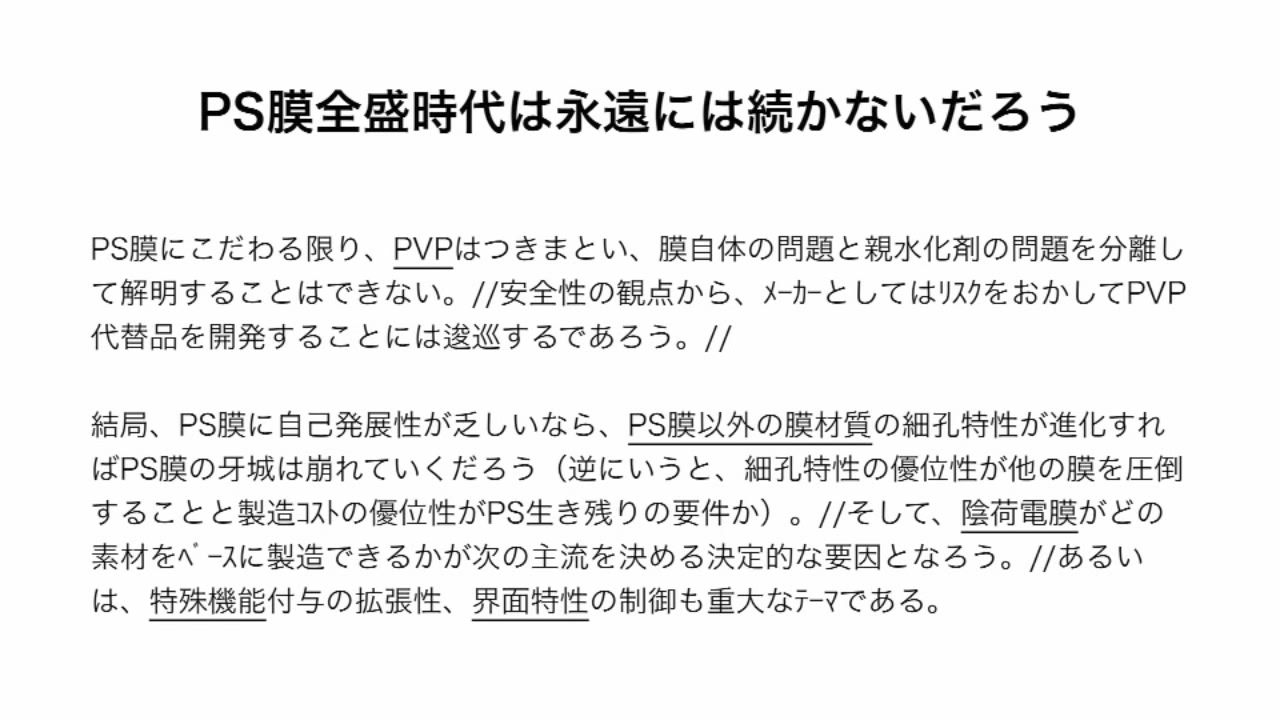 PS膜全盛時代は永遠には続かないだろう
PS膜にこだわる限り、PVPはつきまとい、膜自体の問題と親水化剤の問題を分離し
て解明することはできない。//安全性の観点から、ﾒｰｶｰとしてはﾘｽｸをおかしてPVP
代替品を開発することには逡巡するであろう。//
結局、PS膜に自己発展性が乏しいなら、PS膜以外の膜材質の細孔特性が進化すれ
ばPS膜の牙城は崩れていくだろう（逆にいうと、細孔特性の優位性が他の膜を圧倒
することと製造ｺｽﾄの優位性がPS生き残りの要件か）。//そして、陰荷電膜がどの
素材をﾍﾞｰｽに製造できるかが次の主流を決める決定的な要因となろう。//あるい
は、特殊機能付与の拡張性、界面特性の制御も重大なﾃｰﾏである。